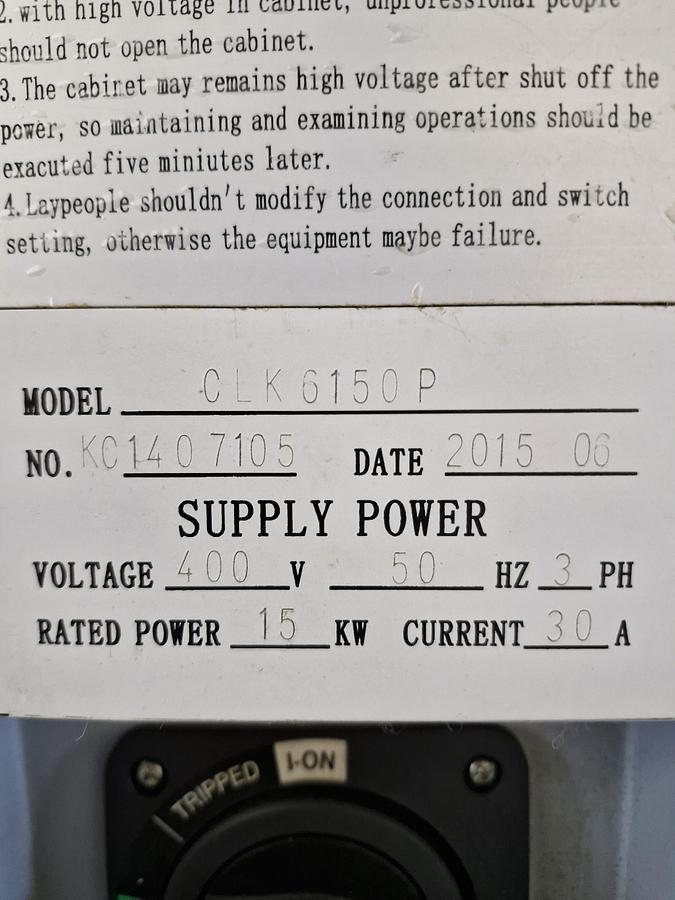 2. with high voltage in cabinet, unprofessional people
should not open the cabinet.
3. The cabinet may remains high voltage after shut off the
power, so maintaining and examining operations should be
exacuted five miniutes later.
4. Laypeople shouldn't modify the connection and switch
setting, otherwise the equipment maybe failure.
MODEL CLK6150P
NO. KC1407105 DATE 2015 06
SUPPLY POWER
VOLTAGE 400 V 50 HZ 3 PH
RATED POWER 15 KW CURRENT 30 A
TRIPPED I-ON